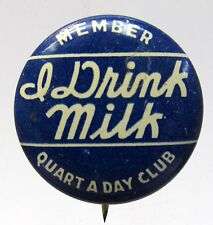 MEMBER
I Drink
Milk
QUART A DAY CLUB